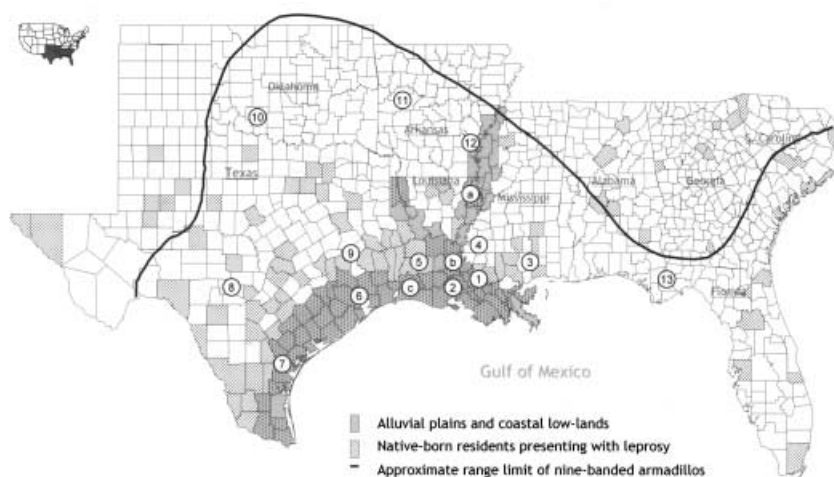 Oklahoma
11
10
Arkansas
12
S. Carolina
Texas
Louisiana
a
Mississippi
Alabama
Georgia
4
9
5
b
3
8
1
13
6
c
2
Florida
7
Gulf of Mexico
Alluvial plains and coastal low-lands
Native-born residents presenting with leprosy
Approximate range limit of nine-banded armadillos